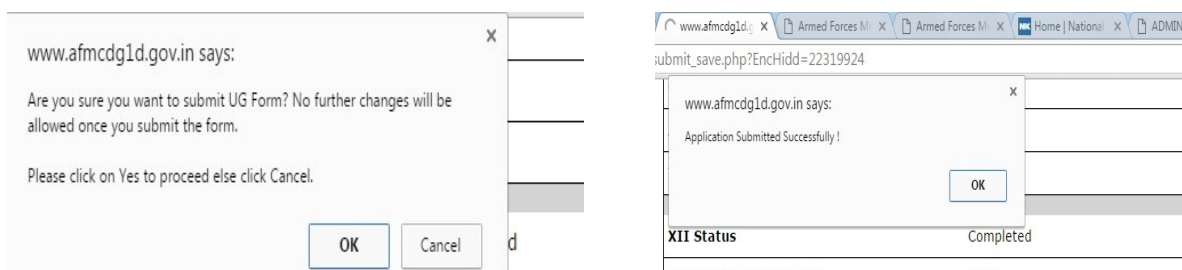 www.afmcdg1d.gov.in says:
Are you sure you want to submit UG Form? No further changes will be
allowed once you submit the form.
Please click on Yes to proceed else click Cancel.
OK
Cancel
d
www.afmcdg1d.g
Armed Forces Me
Armed Forces Me
Home | National
ADMIN
submit_save.php?EncHidd=22319924
www.afmcdg1d.gov.in says:
Application Submitted Successfully !
OK
XII Status Completed